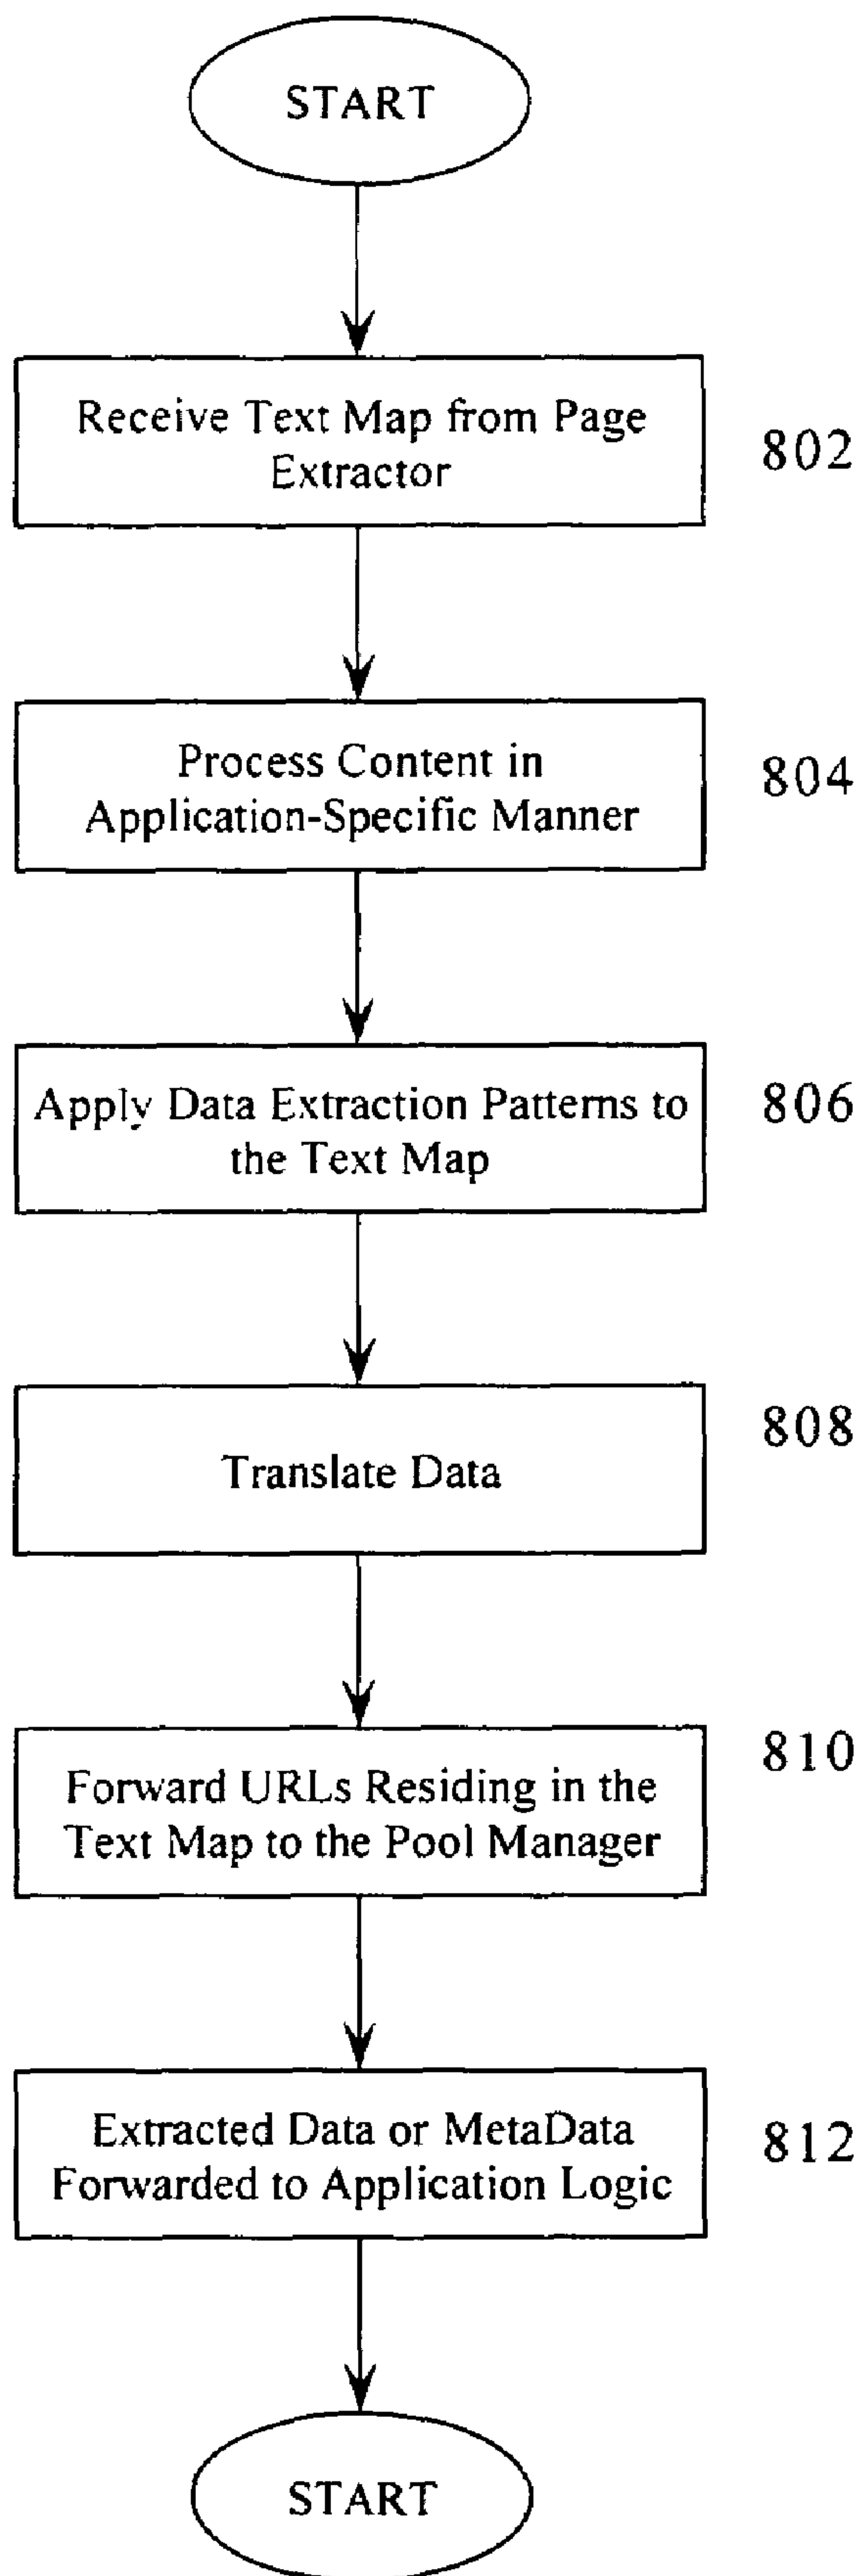 START
Receive Text Map from Page
Extractor
802
Process Content in
Application-Specific Manner
804
Apply Data Extraction Patterns to
the Text Map
806
Translate Data
808
Forward URLs Residing in the
Text Map to the Pool Manager
810
Extracted Data or MetaData
Forwarded to Application Logic
812
START